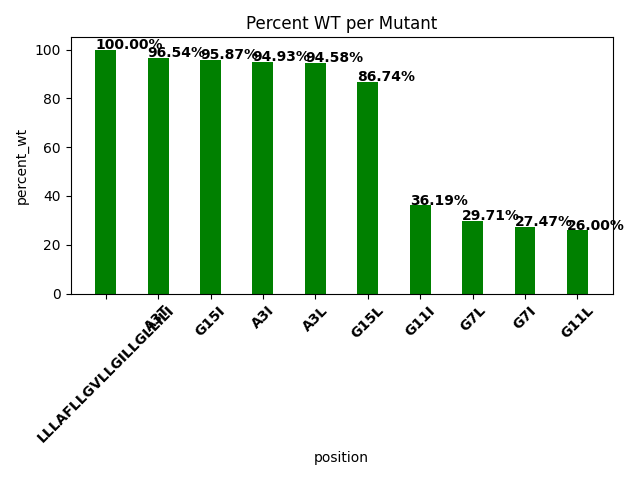 Percent WT per Mutant
100.00%
96.54%
95.87%
94.93%
94.58%
86.74%
36.19%
29.71%
27.47%
26.00%
100
80
60
40
20
0
percent_wt
A3T
G15I
A3I
A3L
G15L
G11I
G7L
G7I
G11L
position